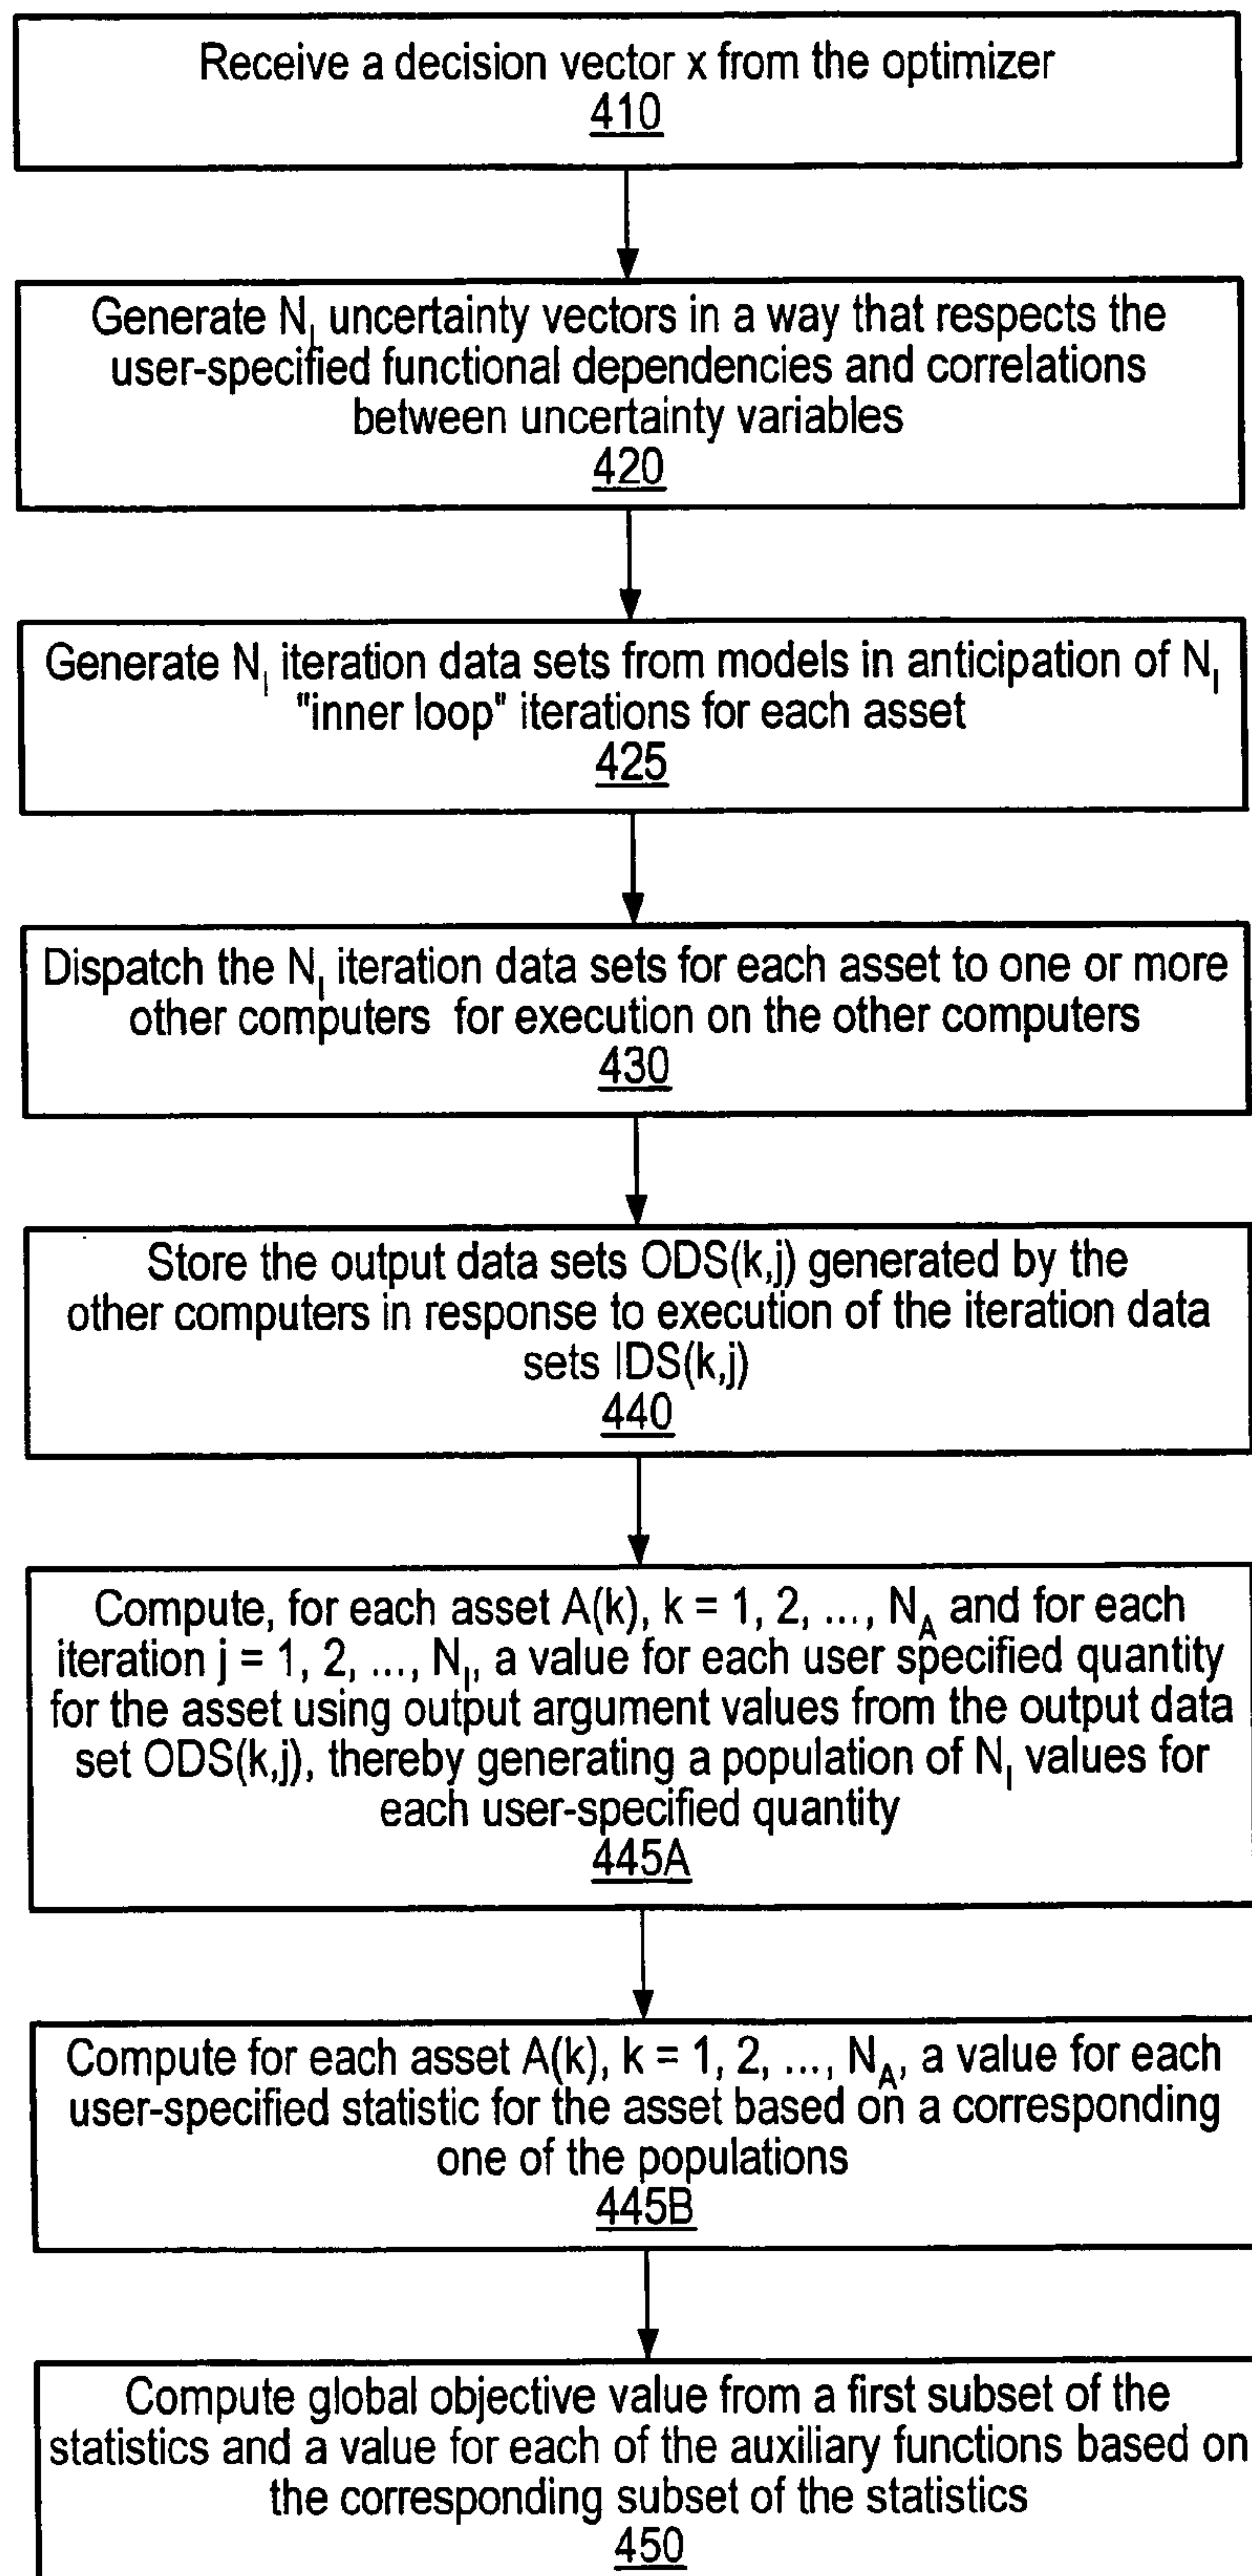 Receive a decision vector x from the optimizer
410
Generate N_I uncertainty vectors in a way that respects the
user-specified functional dependencies and correlations
between uncertainty variables
420
Generate N_I iteration data sets from models in anticipation of N_I
"inner loop" iterations for each asset
425
Dispatch the N_I iteration data sets for each asset to one or more
other computers for execution on the other computers
430
Store the output data sets ODS(k,j) generated by the
other computers in response to execution of the iteration data
sets IDS(k,j)
440
Compute, for each asset A(k), k = 1, 2, ..., N_A and for each
iteration j = 1, 2, ..., N_I, a value for each user specified quantity
for the asset using output argument values from the output data
set ODS(k,j), thereby generating a population of N_I values for
each user-specified quantity
445A
Compute for each asset A(k), k = 1, 2, ..., N_A, a value for each
user-specified statistic for the asset based on a corresponding
one of the populations
445B
Compute global objective value from a first subset of the
statistics and a value for each of the auxiliary functions based on
the corresponding subset of the statistics
450